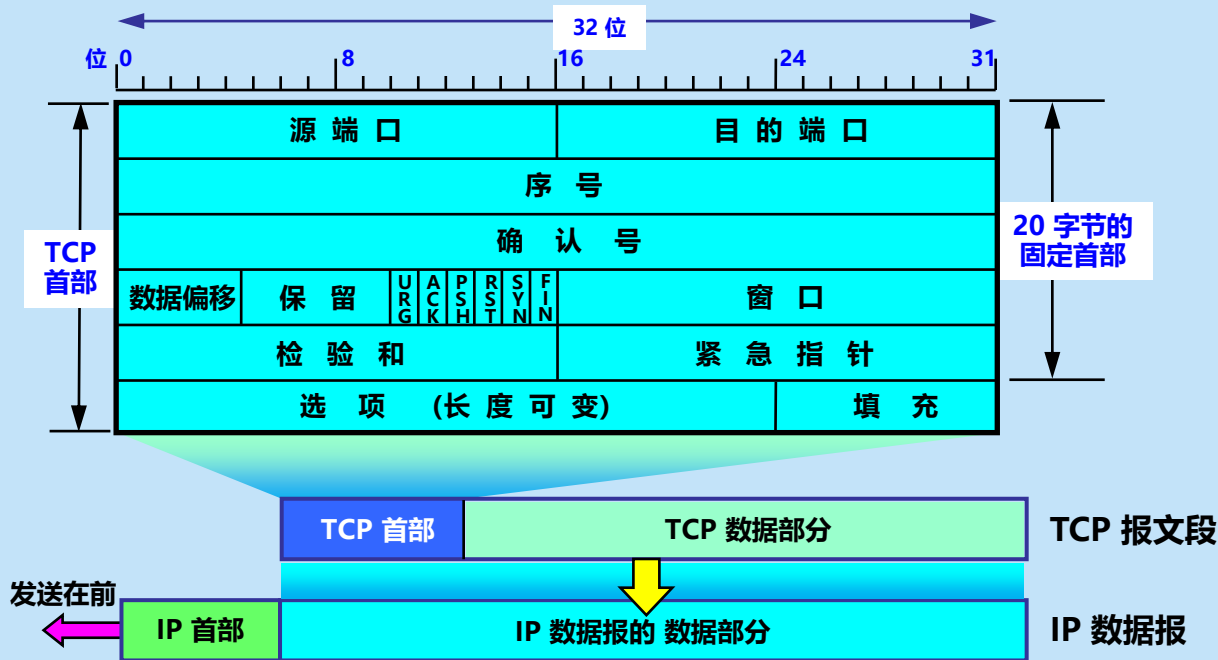 32 位
位 0 8 16 24 31
源 端 口 目 的 端 口
序 号
确 认 号
TCP
首部
20 字节的
固定首部
数据偏移 保 留 URG ACK PSH RST SYN FIN 窗 口
检 验 和 紧 急 指 针
选 项 (长 度 可 变) 填 充
TCP 首部 TCP 数据部分 TCP 报文段
发送在前
IP 首部 IP 数据报的 数据部分 IP 数据报